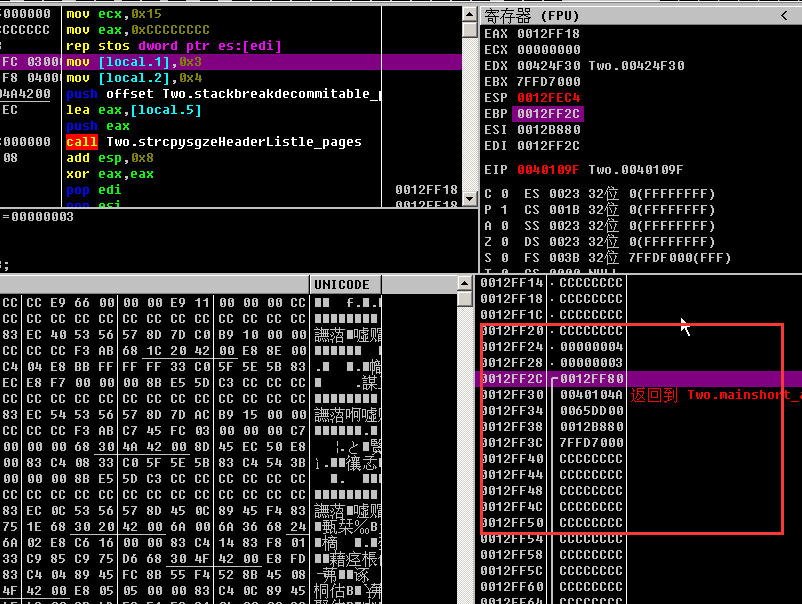 F000000 mov ecx,0x15
CCCCCC mov eax,0xCCCCCCCC
rep stos dword ptr es:[edi]
FC 0300 mov [local.1],0x3
F8 0400 mov [local.2],0x4
4A4200 push offset Two.stackbreakdecommitable_
EC lea eax,[local.5]
push eax
:000000 call Two.strcpysgzeHeaderListle_pages
08 add esp,0x8
xor eax,eax
pop edi 0012FF18
pop esi 0012FF18
=00000003
;
寄存器 (FPU) <
EAX 0012FF18
ECX 00000000
EDX 00424F30 Two.00424F30
EBX 7FFD7000
ESP 0012FEC4
EBP 0012FF2C
ESI 0012B880
EDI 0012FF2C
EIP 0040109F Two.0040109F
C 0 ES 0023 32位 0(FFFFFFFF)
P 1 CS 001B 32位 0(FFFFFFFF)
A 0 SS 0023 32位 0(FFFFFFFF)
Z 0 DS 0023 32位 0(FFFFFFFF)
S 0 FS 003B 32位 7FFDF000(FFF)
T 0 GS 0000 NULL
UNICODE
CC CC E9 66 00 00 00 E9 11 00 00 00 CC
CC CC CC CC CC CC CC CC CC CC CC CC CC
83 EC 40 53 56 57 8D 7D C0 B9 10 00 00
CC CC CC F3 AB 68 1C 20 42 00 E8 8E 00
C4 04 E8 BB FF FF FF 33 C0 5F 5E 5B 83
EC E8 F7 00 00 00 8B E5 5D C3 CC CC CC
CC CC CC CC CC CC CC CC CC CC CC CC CC
83 EC 54 53 56 57 8D 7D AC B9 15 00 00
CC CC CC F3 AB C7 45 FC 03 00 00 00 C7
00 00 00 68 30 4A 42 00 8D 45 EC 50 E8
00 83 C4 08 33 C0 5F 5E 5B 83 C4 54 3B
00 00 00 8B E5 5D C3 CC CC CC CC CC CC
CC CC CC CC CC CC CC CC CC CC CC CC CC
83 EC 0C 53 56 57 8D 45 0C 89 45 F4 83
75 1E 68 30 20 42 00 6A 00 6A 36 68 24
6A 02 E8 C6 16 00 00 83 C4 14 83 F8 01
33 C9 85 C9 75 D6 68 30 4F 42 00 E8 FD
83 C4 04 89 45 FC 8B 55 F4 52 8B 45 08
4F 42 00 E8 05 05 00 00 83 C4 0C 89 45
0012FF14 CCCCCCCC
0012FF18 CCCCCCCC
0012FF1C CCCCCCCC
0012FF20 CCCCCCCC
0012FF24 00000004
0012FF28 00000003
0012FF2C 0012FF80
0012FF30 0040104A 返回到 Two.mainshort_
0012FF34 0065DD00
0012FF38 0012B880
0012FF3C 7FFD7000
0012FF40 CCCCCCCC
0012FF44 CCCCCCCC
0012FF48 CCCCCCCC
0012FF4C CCCCCCCC
0012FF50 CCCCCCCC
0012FF54 CCCCCCCC
0012FF58 CCCCCCCC
0012FF5C CCCCCCCC
0012FF60 CCCCCCCC
0012FF64 CCCCCCCC